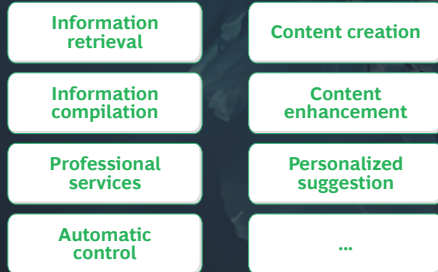 Information
retrieval
Content creation
Information
compilation
Content
enhancement
Professional
services
Personalized
suggestion
Automatic
control
...